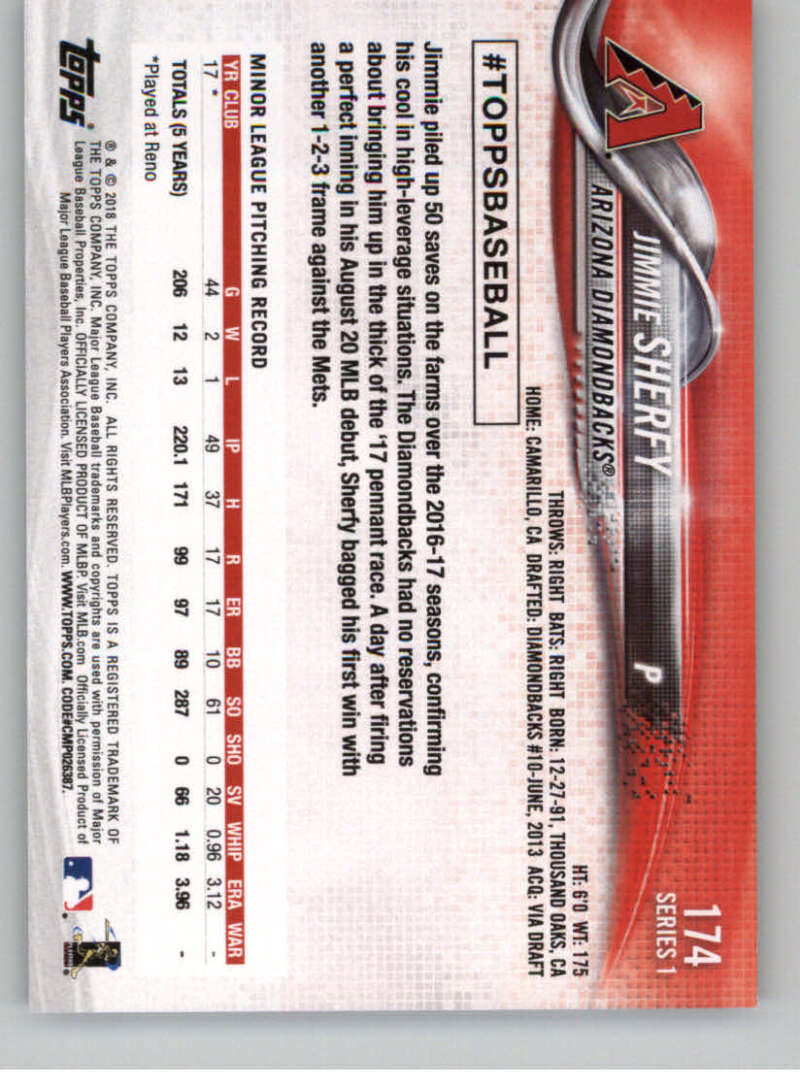 174
SERIES 1
JIMMIE SHERFY P
ARIZONA DIAMONDBACKS®
HT: 6'0 WT: 175
THROWS: RIGHT BATS: RIGHT BORN: 12-27-91, THOUSAND OAKS, CA
HOME: CAMARILLO, CA DRAFTED: DIAMONDBACKS #10-JUNE, 2013 ACQ: VIA DRAFT
#TOPPSBASEBALL
Jimmie piled up 50 saves on the farms over the 2016-17 seasons, confirming
his cool in high-leverage situations. The Diamondbacks had no reservations
about bringing him up in the thick of the '17 pennant race. A day after firing
a perfect inning in his August 20 MLB debut, Sherfy bagged his first win with
another 1-2-3 frame against the Mets.
MINOR LEAGUE PITCHING RECORD
YR CLUB G W L IP H R ER BB SO SHO SV WHIP ERA WAR
17 * 44 2 1 49 37 17 17 10 61 0 20 0.96 3.12 -
TOTALS (5 YEARS) 206 12 13 220.1 171 99 97 89 287 0 66 1.18 3.96 -
*Played at Reno
topps®
® & © 2018 THE TOPPS COMPANY, INC. ALL RIGHTS RESERVED. TOPPS IS A REGISTERED TRADEMARK OF
THE TOPPS COMPANY, INC. Major League Baseball trademarks and copyrights are used with permission of Major
League Baseball Properties, Inc. OFFICIALLY LICENSED PRODUCT OF MLBP. Visit MLB.com Officially Licensed Product of
Major League Baseball Players Association. Visit MLBPlayers.com. WWW.TOPPS.COM. CODE#CMP026387.